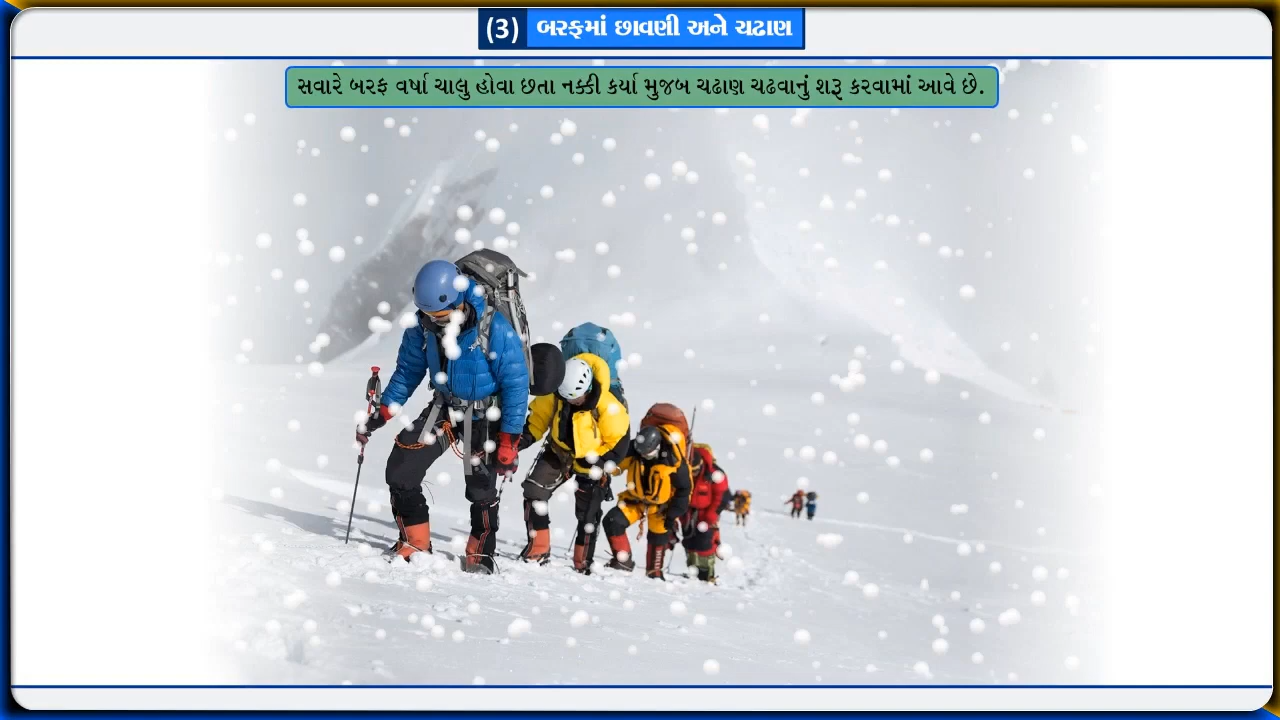 (3) બરફમાં છાવણી અને ચઢાણ
સવારે બરફ વર્ષા ચાલુ હોવા છતા નક્કી કર્યા મુજબ ચઢાણ ચઢવાનું શરૂ કરવામાં આવે છે.